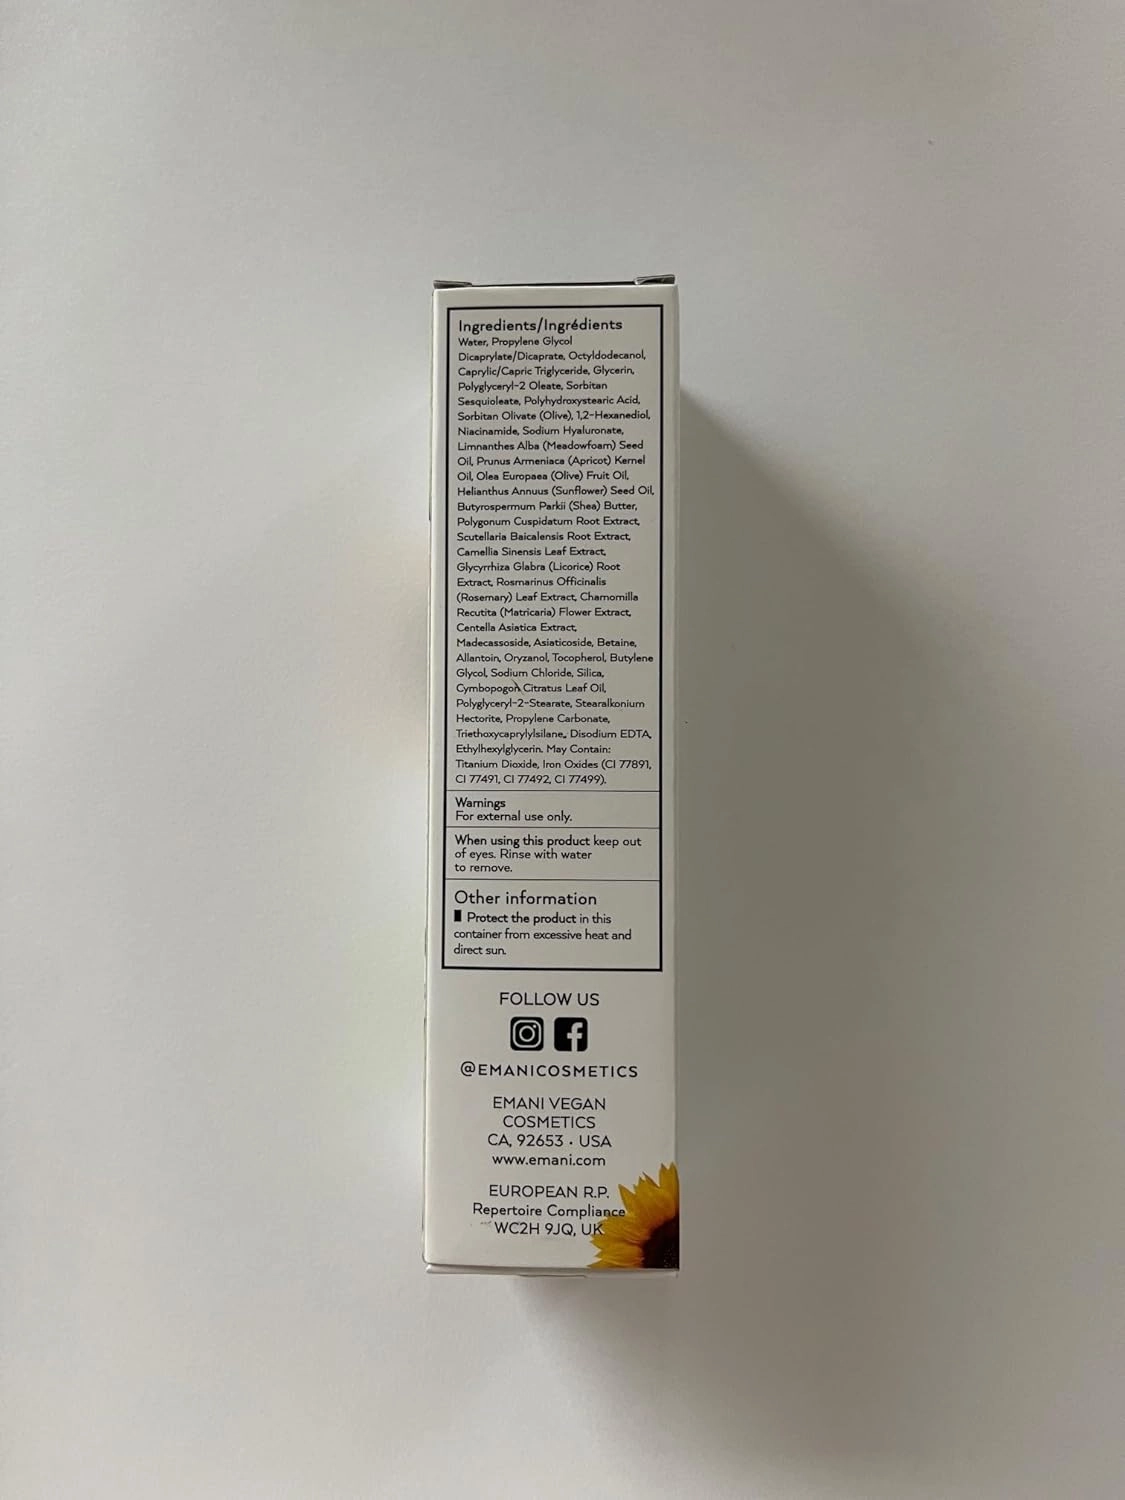 Ingredients/Ingrédients
Water, Propylene Glycol
Dicaprylate/Dicaprate, Octyldodecanol,
Caprylic/Capric Triglyceride, Glycerin,
Polyglyceryl-2 Oleate, Sorbitan
Sesquioleate, Polyhydroxystearic Acid,
Sorbitan Olivate (Olive), 1,2-Hexanediol,
Niacinamide, Sodium Hyaluronate,
Limnanthes Alba (Meadowfoam) Seed
Oil, Prunus Armeniaca (Apricot) Kernel
Oil, Olea Europaea (Olive) Fruit Oil,
Helianthus Annuus (Sunflower) Seed Oil,
Butyrospermum Parkii (Shea) Butter,
Polygonum Cuspidatum Root Extract,
Scutellaria Baicalensis Root Extract,
Camellia Sinensis Leaf Extract,
Glycyrrhiza Glabra (Licorice) Root
Extract, Rosmarinus Officinalis
(Rosemary) Leaf Extract, Chamomilla
Recutita (Matricaria) Flower Extract,
Centella Asiatica Extract,
Madecassoside, Asiaticoside, Betaine,
Allantoin, Oryzanol, Tocopherol, Butylene
Glycol, Sodium Chloride, Silica,
Cymbopogon Citratus Leaf Oil,
Polyglyceryl-2-Stearate, Stearalkonium
Hectorite, Propylene Carbonate,
Triethoxycaprylylsilane, Disodium EDTA,
Ethylhexylglycerin. May Contain:
Titanium Dioxide, Iron Oxides (CI 77891,
CI 77491, CI 77492, CI 77499).
Warnings
For external use only.
When using this product keep out
of eyes. Rinse with water
to remove.
Other information
Protect the product in this
container from excessive heat and
direct sun.
FOLLOW US
@EMANICOSMETICS
EMANI VEGAN
COSMETICS
CA, 92653 • USA
www.emani.com
EUROPEAN R.P.
Repertoire Compliance
WC2H 9JQ, UK